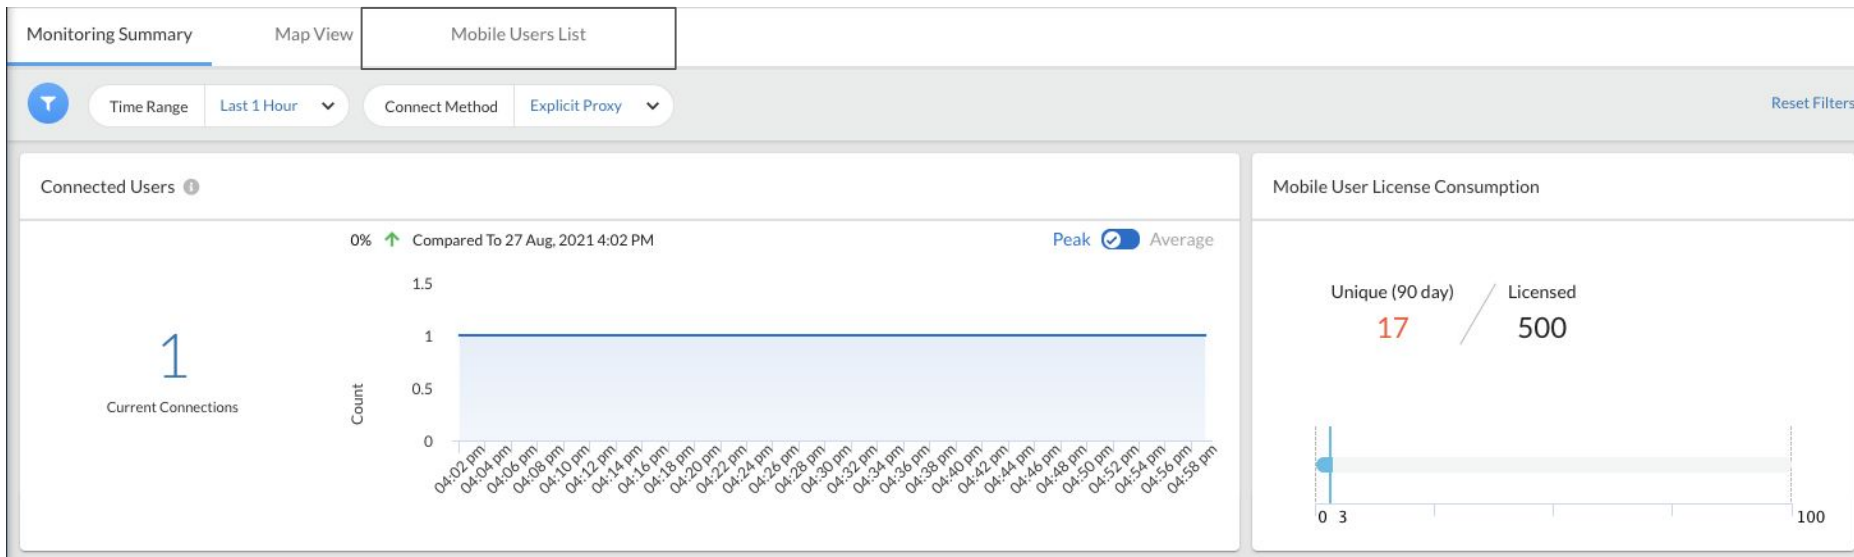 Monitoring Summary Map View Mobile Users List
Time Range Last 1 Hour Connect Method Explicit Proxy Reset Filters
Connected Users
0% Compared To 27 Aug, 2021 4:02 PM Peak Average
1.5
1
0.5
0
Count
04:02 pm 04:04 pm 04:06 pm 04:08 pm 04:10 pm 04:12 pm 04:14 pm 04:16 pm 04:18 pm 04:20 pm 04:22 pm 04:24 pm 04:26 pm 04:28 pm 04:30 pm 04:32 pm 04:34 pm 04:36 pm 04:38 pm 04:40 pm 04:42 pm 04:44 pm 04:46 pm 04:48 pm 04:50 pm 04:52 pm 04:54 pm 04:56 pm 04:58 pm
1
Current Connections
Mobile User License Consumption
Unique (90 day) Licensed
17 500
0 3 100